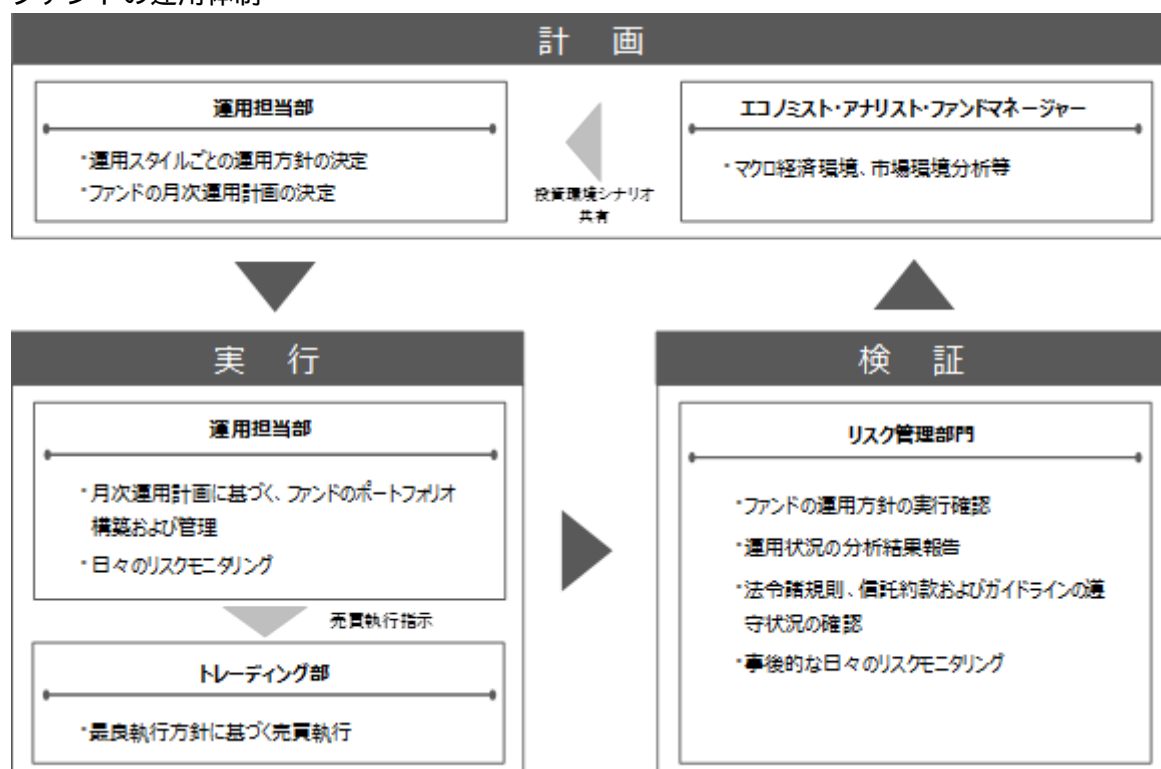 ファンドの運用体制
計 画
運用担当部
・運用スタイルごとの運用方針の決定
・ファンドの月次運用計画の決定
投資環境シナリオ
共有
エコノミスト・アナリスト・ファンドマネージャー
・マクロ経済環境、市場環境分析等
実 行
運用担当部
・月次運用計画に基づく、ファンドのポートフォリオ
構築および管理
・日々のリスクモニタリング
売買執行指示
トレーディング部
・最良執行方針に基づく売買執行
検 証
リスク管理部門
・ファンドの運用方針の実行確認
・運用状況の分析結果報告
・法令諸規則、信託約款およびガイドラインの遵
守状況の確認
・事後的な日々のリスクモニタリング